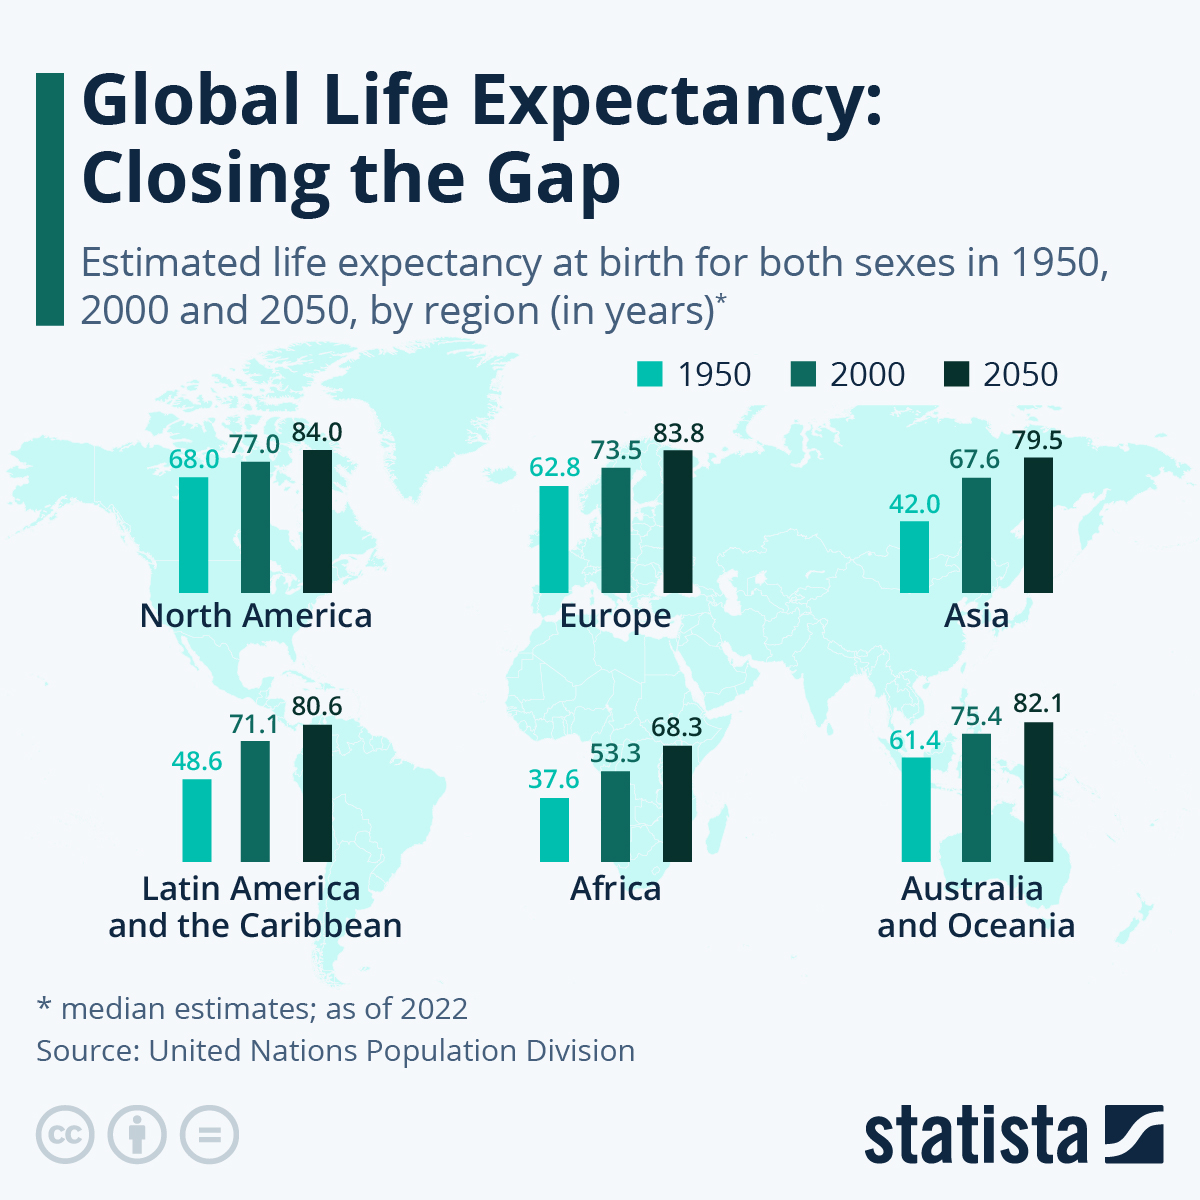 Global Life Expectancy:
Closing the Gap
Estimated life expectancy at birth for both sexes in 1950,
2000 and 2050, by region (in years)*
1950 2000 2050
68.0 77.0 84.0
North America
62.8 73.5 83.8
Europe
42.0 67.6 79.5
Asia
48.6 71.1 80.6
Latin America
and the Caribbean
37.6 53.3 68.3
Africa
61.4 75.4 82.1
Australia
and Oceania
* median estimates; as of 2022
Source: United Nations Population Division
cc =
statista